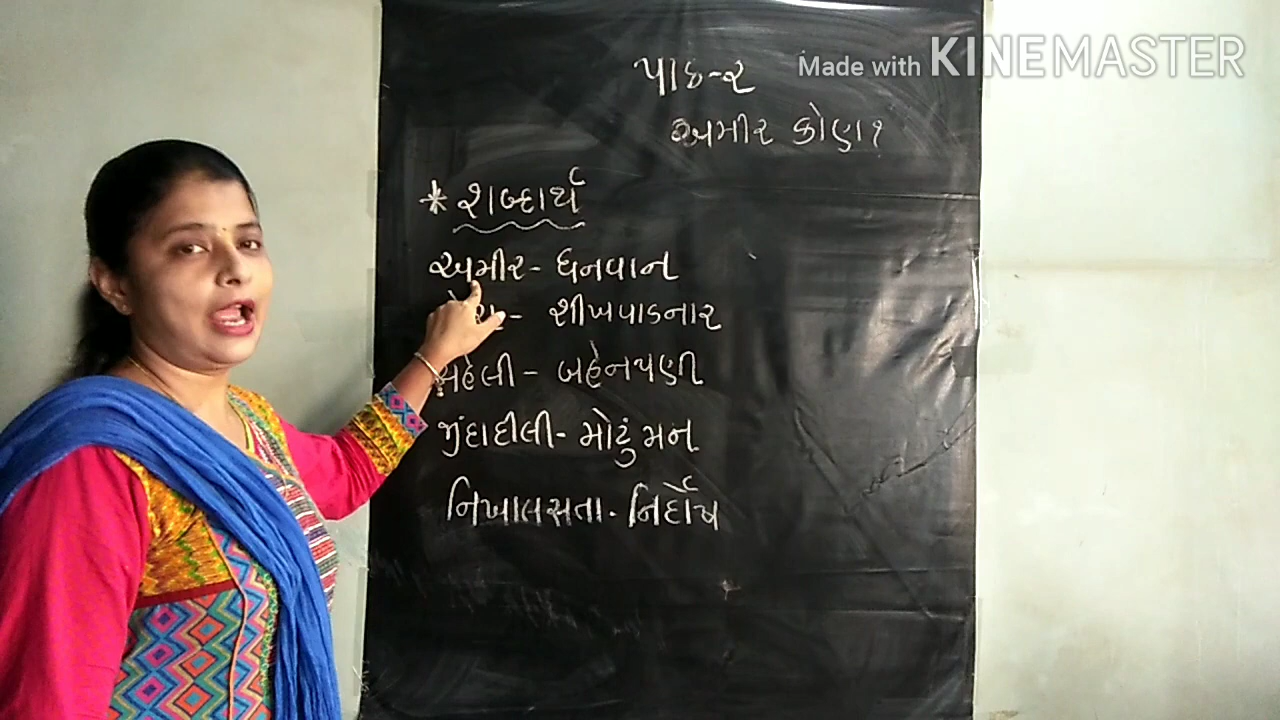 Made with KINEMASTER
પાઠ-૨
અમીર કોણ?
* શબ્દાર્થ
અમીર - ધનવાન
- શીખવાડનાર
સહેલી - બહેનપણી
જીંદાદીલી - મોટું મન
નિખાલસતા - નિર્દોષ